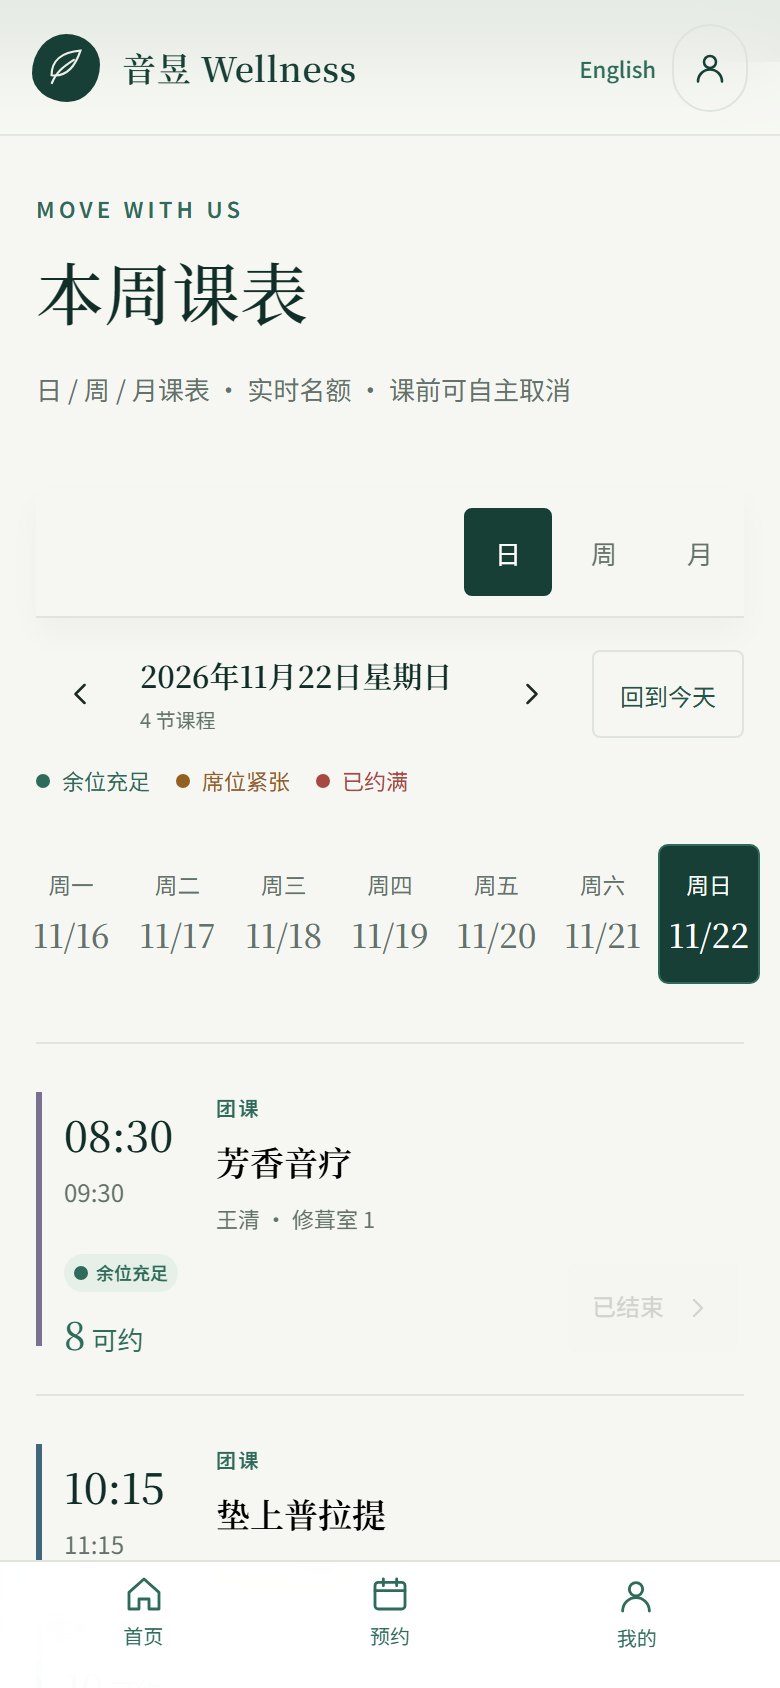 音昱 Wellness
English
MOVE WITH US
本周课表
日 / 周 / 月课表 · 实时名额 · 课前可自主取消
日 周 月
2026年11月22日星期日
4 节课程
回到今天
余位充足 席位紧张 已约满
周一 周二 周三 周四 周五 周六 周日
11/16 11/17 11/18 11/19 11/20 11/21 11/22
团课
08:30
芳香音疗
09:30
王清 · 修葺室 1
余位充足
已结束
8 可约
团课
10:15
垫上普拉提
11:15
首页 预约 我的